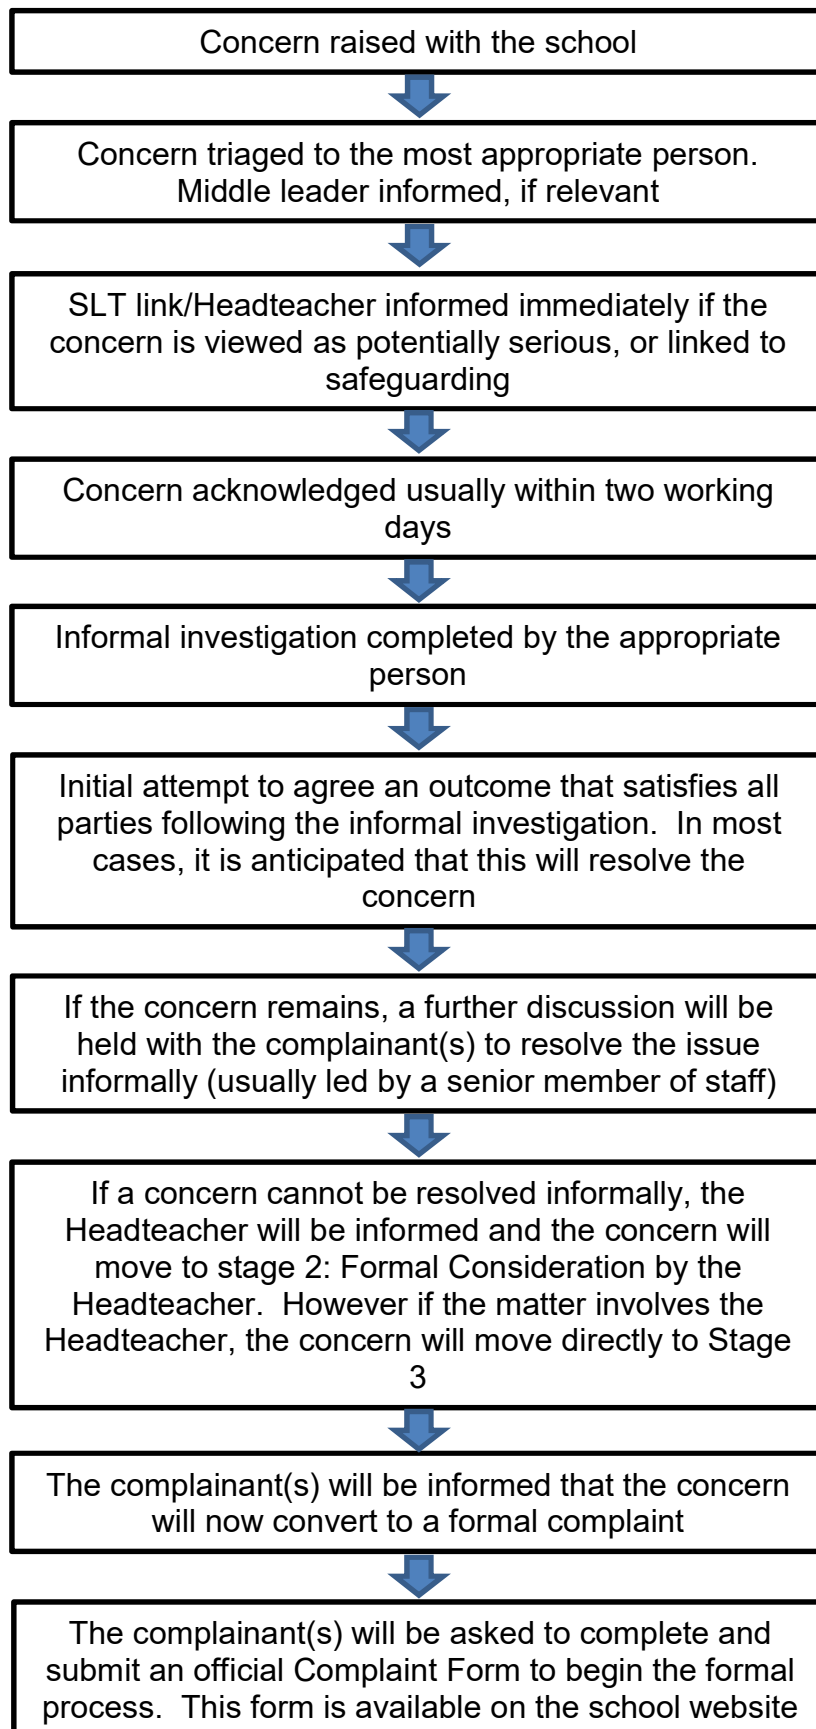 Concern raised with the school
Concern triaged to the most appropriate person.
Middle leader informed, if relevant
SLT link/Headteacher informed immediately if the
concern is viewed as potentially serious, or linked to
safeguarding
Concern acknowledged usually within two working
days
Informal investigation completed by the appropriate
person
Initial attempt to agree an outcome that satisfies all
parties following the informal investigation.  In most
cases, it is anticipated that this will resolve the
concern
If the concern remains, a further discussion will be
held with the complainant(s) to resolve the issue
informally (usually led by a senior member of staff)
If a concern cannot be resolved informally, the
Headteacher will be informed and the concern will
move to stage 2: Formal Consideration by the
Headteacher.  However if the matter involves the
Headteacher, the concern will move directly to Stage
3
The complainant(s) will be informed that the concern
will now convert to a formal complaint
The complainant(s) will be asked to complete and
submit an official Complaint Form to begin the formal
process.  This form is available on the school website